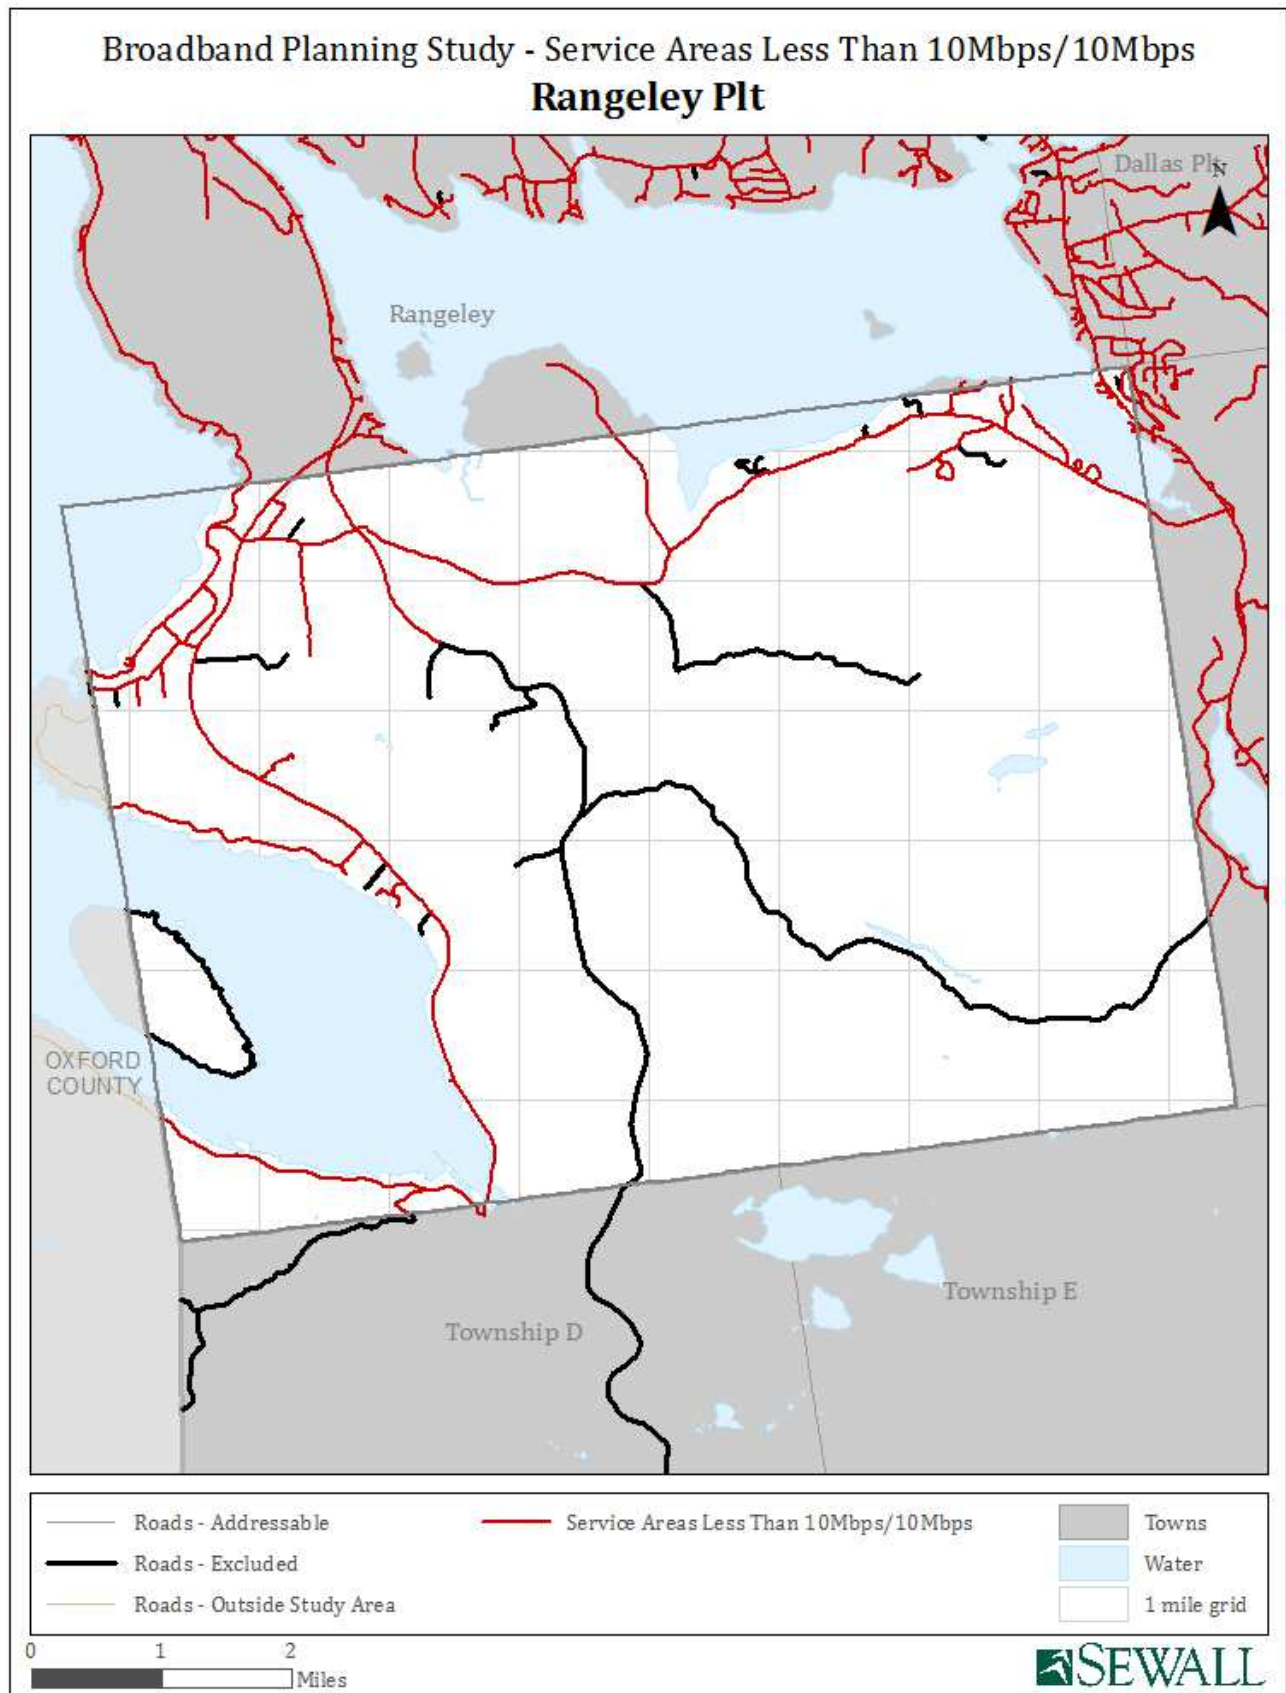 Broadband Planning Study - Service Areas Less Than 10Mbps/10Mbps
Rangeley Plt
Dallas Plt
N
Rangeley
OXFORD
COUNTY
Township E
Township D
Roads - Addressable
Service Areas Less Than 10Mbps/10Mbps
Towns
Roads - Excluded
Water
Roads - Outside Study Area
1 mile grid
0 1 2
Miles
SEWALL